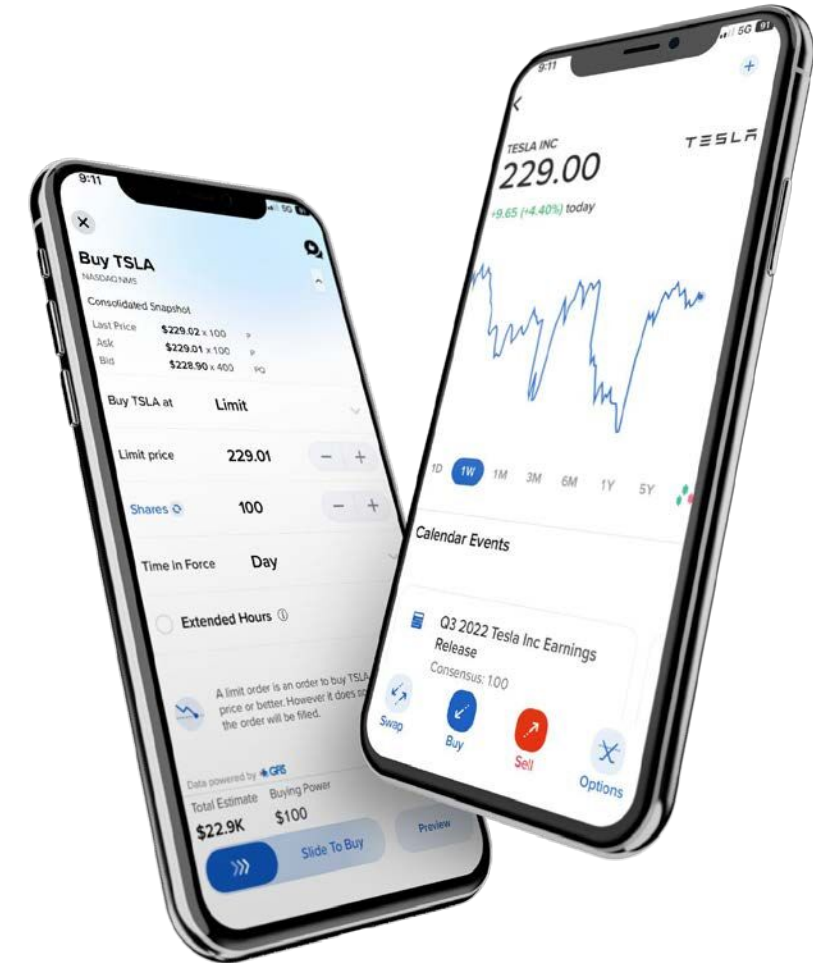 9:11
5G
Buy TSLA
NASDAQ NMS
Consolidated Snapshot
Last Price $229.02 x 100 P
Ask $229.01 x 100 P
Bid $228.90 x 400 PQ
Buy TSLA at Limit
Limit price 229.01 − +
Shares 100 − +
Time in Force Day
Extended Hours
A limit order is an order to buy TSLA
price or better. However it does
the order will be filled.
Data powered by
Total Estimate Buying Power
$22.9K $100
Slide To Buy
Preview
9:11
5G 91
+
TESLA INC
TESLA
229.00
+9.65 (+4.40%) today
1D 1W 1M 3M 6M 1Y 5Y
Calendar Events
Q3 2022 Tesla Inc Earnings
Release
Consensus: 1.00
Swap Buy Sell Options